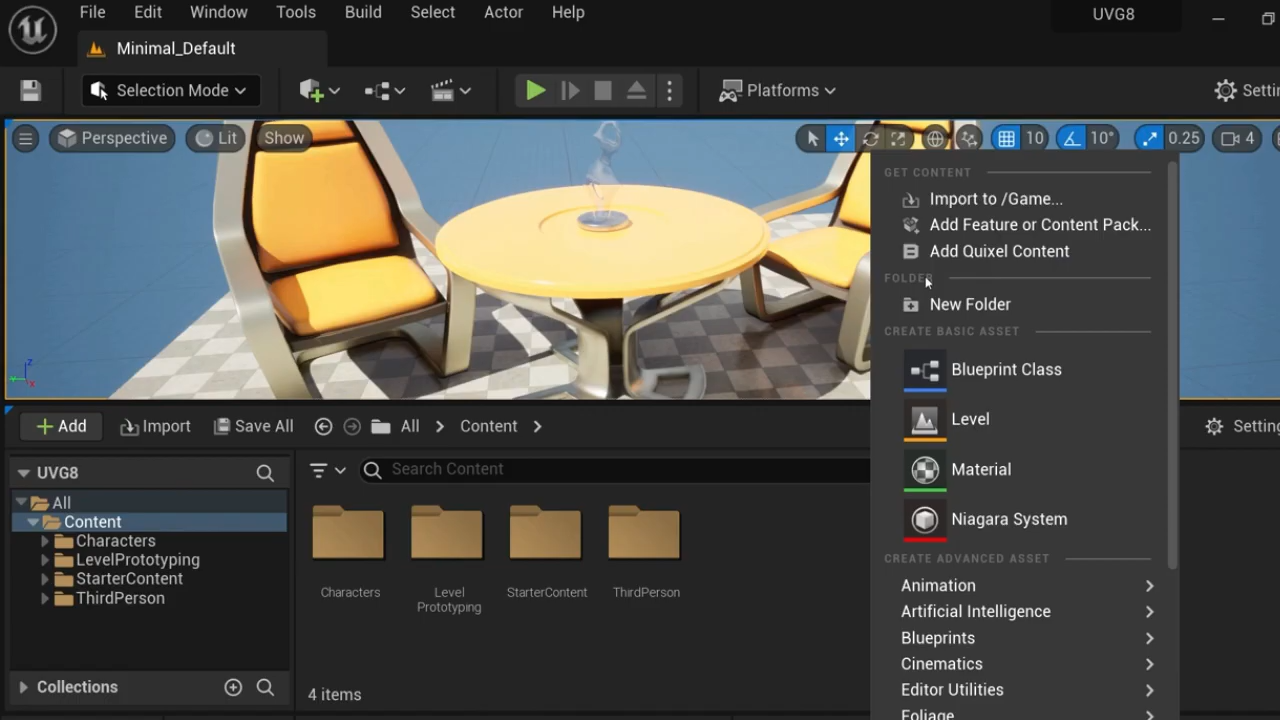 File Edit Window Tools Build Select Actor Help UVG8
Minimal_Default
Selection Mode Platforms
Perspective Lit Show 10 10° 0.25 4
GET CONTENT
Import to /Game...
Add Feature or Content Pack...
Add Quixel Content
FOLDER
New Folder
CREATE BASIC ASSET
Blueprint Class
Level
Material
Niagara System
CREATE ADVANCED ASSET
Animation
Artificial Intelligence
Blueprints
Cinematics
Editor Utilities
Foliage
Add Import Save All All Content
UVG8
All
Content
Characters
LevelPrototyping
StarterContent
ThirdPerson
Collections
Search Content
Characters Level Prototyping StarterContent ThirdPerson
4 items